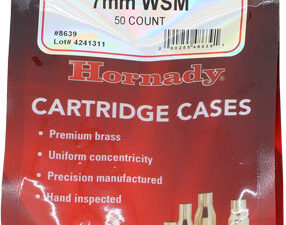 7mm WSM
50 COUNT
#8639
Lot# 4241311
Hornady
CARTRIDGE CASES
• Premium brass
• Uniform concentricity
• Precision manufactured
• Hand inspected